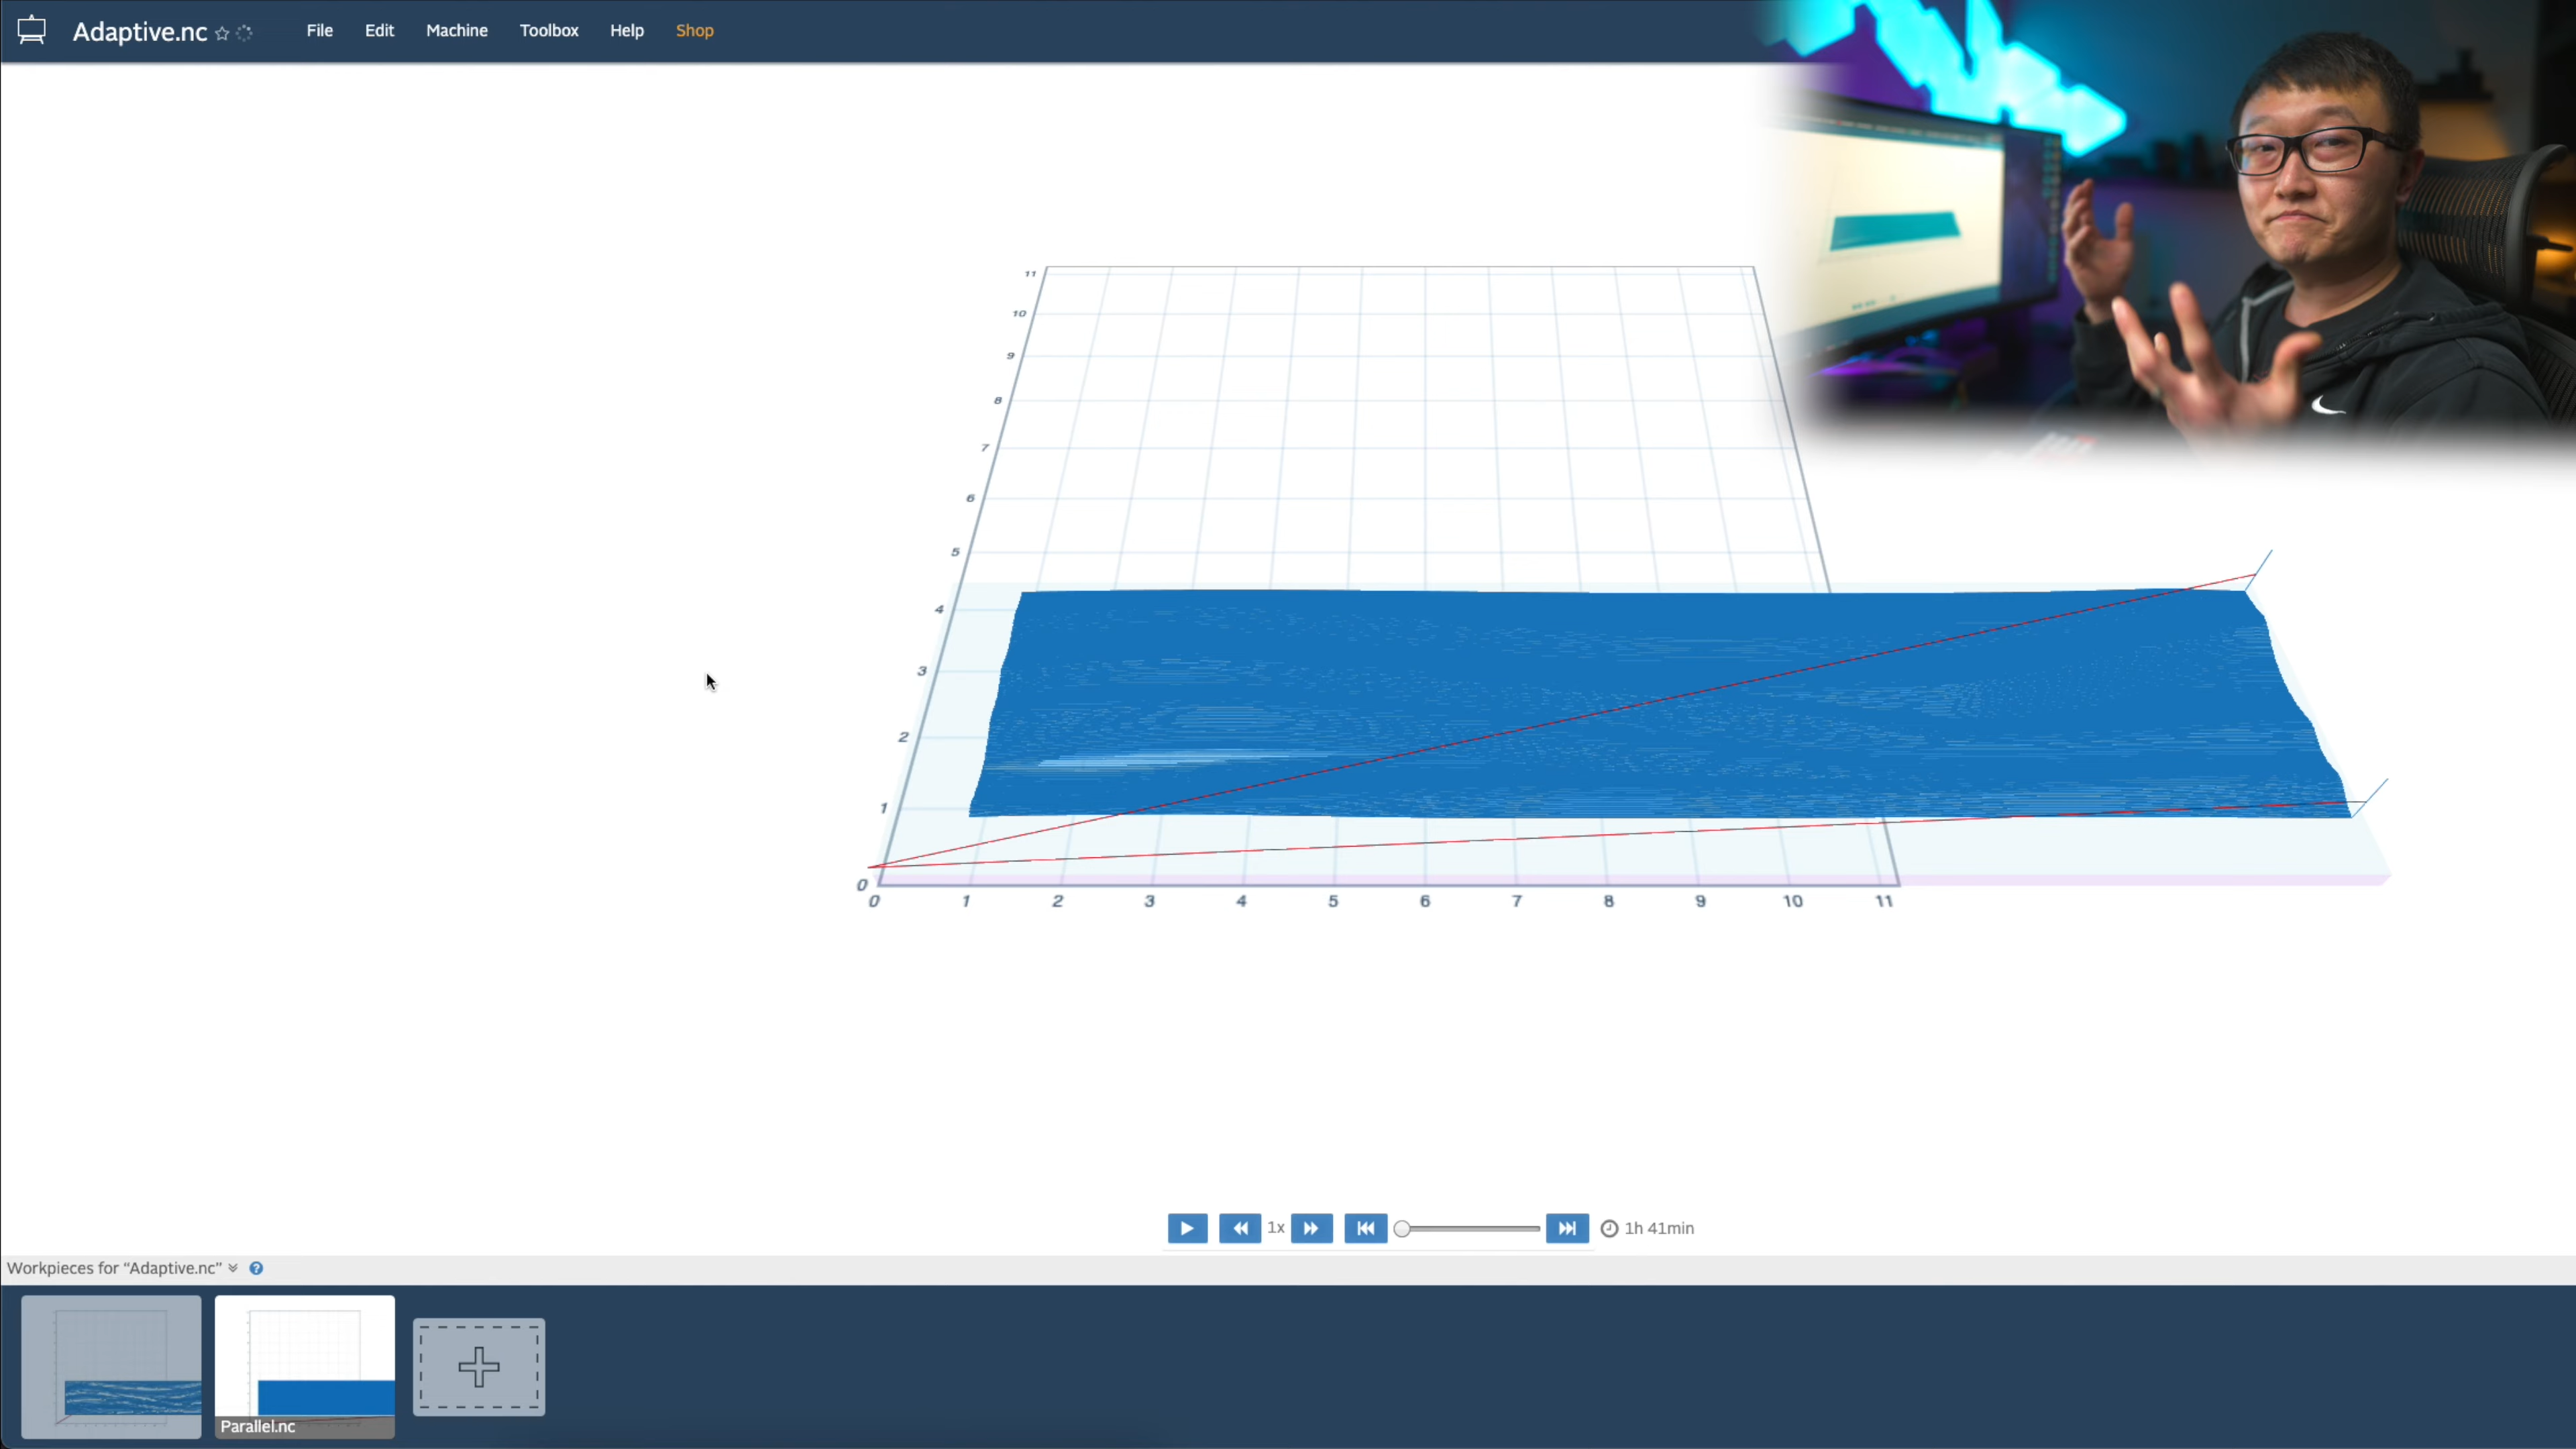 Adaptive.nc File Edit Machine Toolbox Help Shop
11
10
9
8
7
6
5
4
3
2
1
0
0 1 2 3 4 5 6 7 8 9 10 11
1x 1h 41min
Workpieces for “Adaptive.nc” ?
Parallel.nc